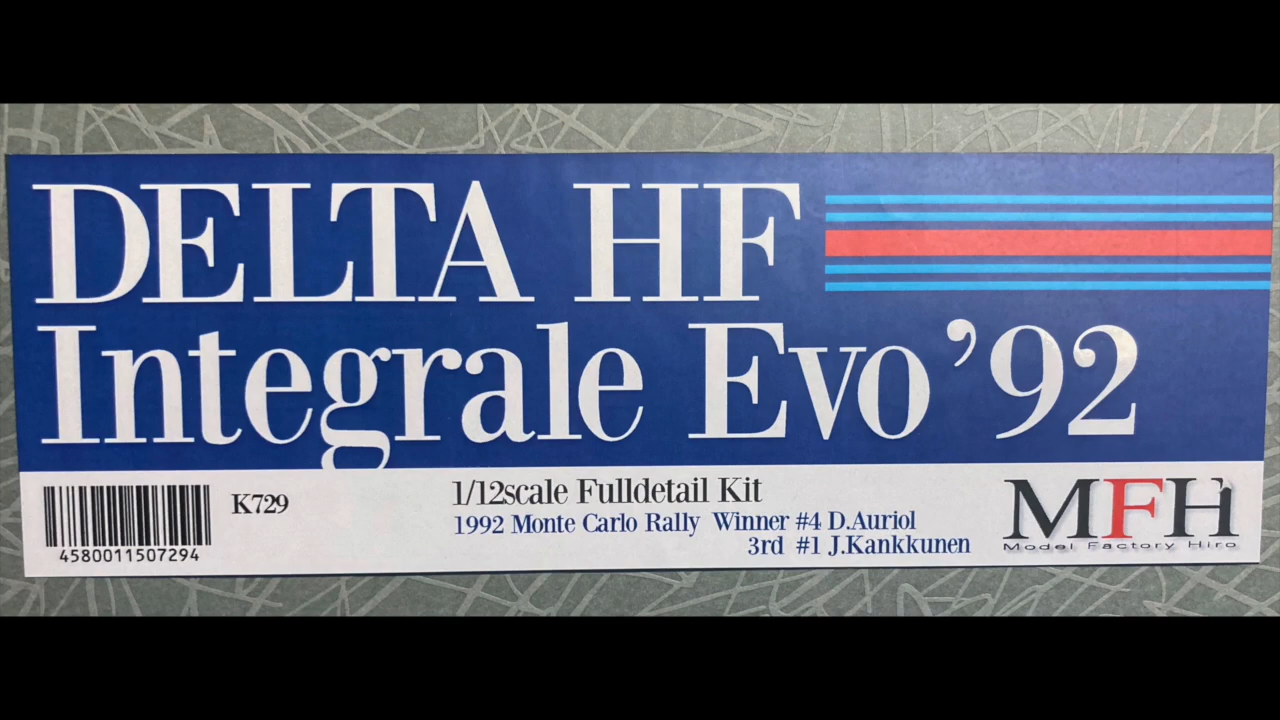 DELTA HF
Integrale Evo '92
4580011507294
K729
1/12scale Fulldetail Kit
1992 Monte Carlo Rally Winner #4 D.Auriol
3rd #1 J.Kankkunen
MFH
Model Factory Hiro